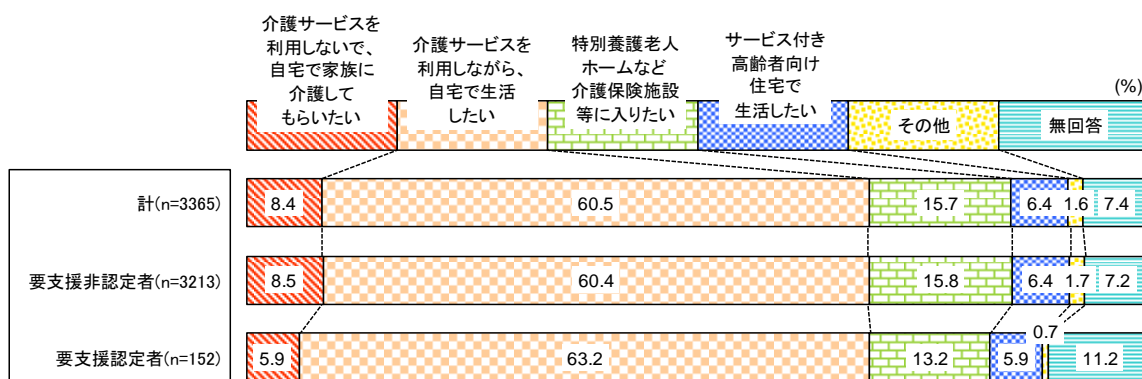 介護サービスを
利用しないで、
自宅で家族に
介護して
もらいたい
介護サービスを
利用しながら、
自宅で生活
したい
特別養護老人
ホームなど
介護保険施設
等に入りたい
サービス付き
高齢者向け
住宅で
生活したい
その他
無回答
(%)
計(n=3365)
8.4 60.5 15.7 6.4 1.6 7.4
要支援非認定者(n=3213)
8.5 60.4 15.8 6.4 1.7 7.2
要支援認定者(n=152)
5.9 63.2 13.2 5.9 0.7 11.2